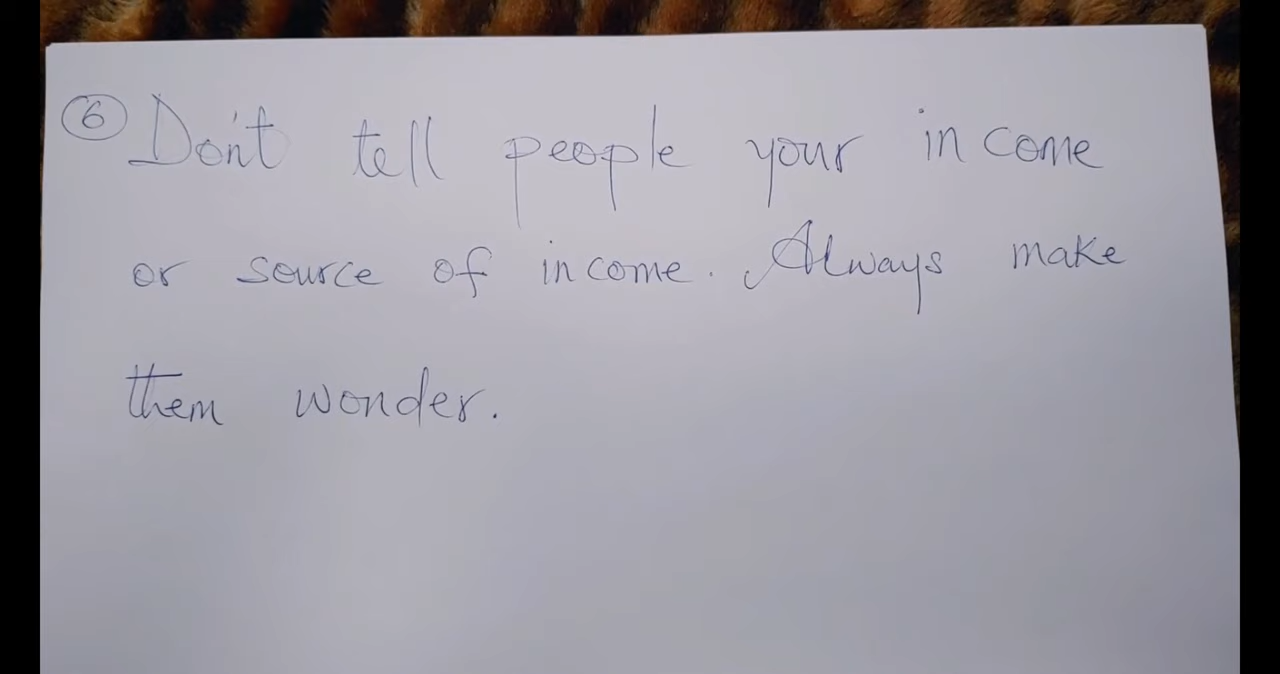 ⑥ Don't tell people your income
or source of income. Always make
them wonder.